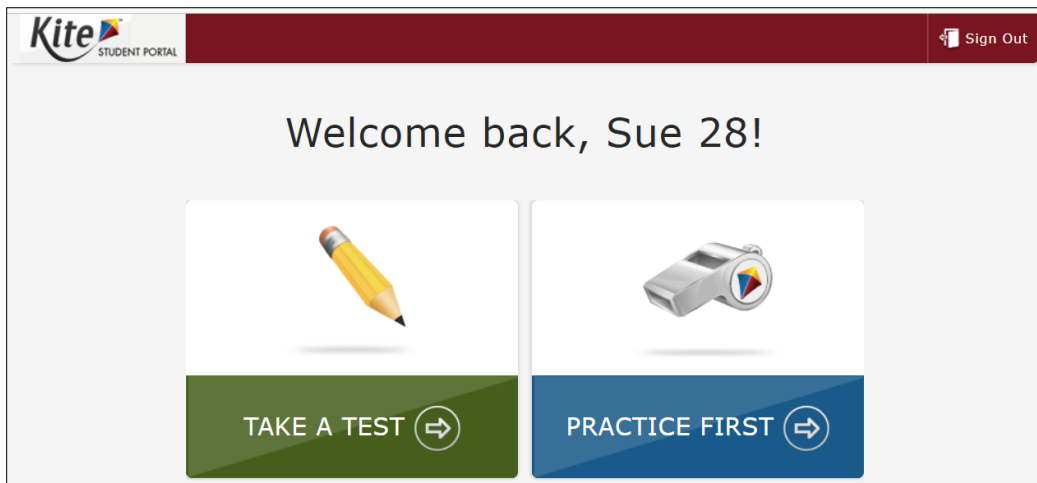 Kite
STUDENT PORTAL
Sign Out
Welcome back, Sue 28!
TAKE A TEST
PRACTICE FIRST